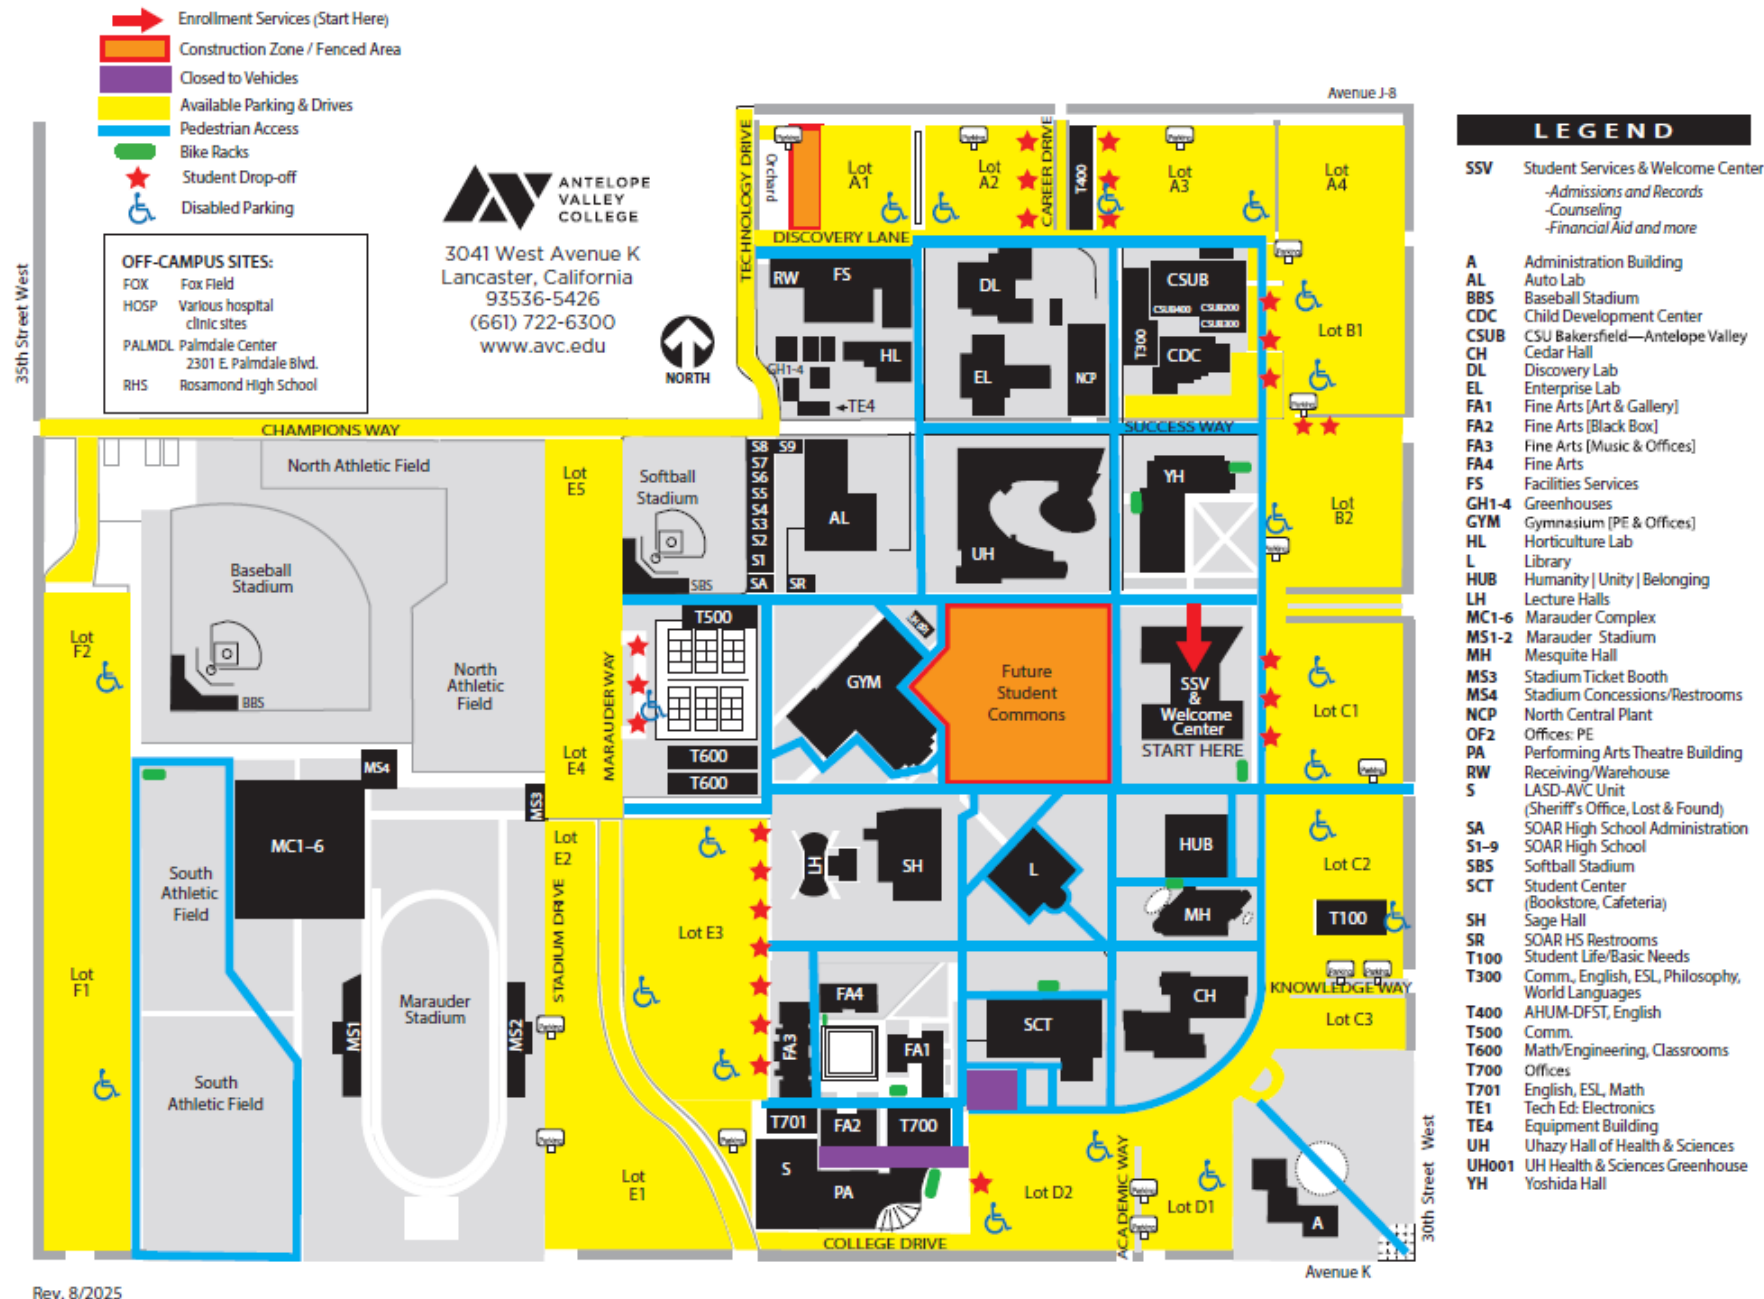 Enrollment Services (Start Here)
Construction Zone / Fenced Area
Closed to Vehicles
Available Parking & Drives
Pedestrian Access
Bike Racks
Student Drop-off
Disabled Parking
OFF-CAMPUS SITES:
FOX Fox Field
HOSP Various hospital
clinic sites
PALMDL Palmdale Center
2301 E. Palmdale Blvd.
RHS Rosamond High School
ANTELOPE
VALLEY
COLLEGE
3041 West Avenue K
Lancaster, California
93536-5426
(661) 722-6300
www.avc.edu
NORTH
35th Street West
Avenue J-8
TECHNOLOGY DRIVE
Orchard
Parking
Lot
A1
Parking
Lot
A2
CAREER DRIVE
T400
Parking
Lot
A3
Lot
A4
DISCOVERY LANE
RW
FS
DL
CSUB
CSUB400
CSUB200
CSUB300
T300
CDC
Parking
Lot B1
GH1-4
HL
EL
NCP
TE4
Parking
CHAMPIONS WAY
SUCCESS WAY
North Athletic Field
Lot
E5
Softball
Stadium
S8
S9
S7
S6
S5
S4
S3
S2
S1
SA
SR
AL
UH
YH
Lot
B2
Parking
SBS
Baseball
Stadium
BBS
North
Athletic
Field
Lot
F2
T500
MARAUDER WAY
T600
T600
GYM
Future
Student
Commons
SSV
&
Welcome
Center
START HERE
Lot C1
Parking
Lot
E4
MS4
MS3
MC1-6
Lot
E2
STADIUM DRIVE
South
Athletic
Field
Lot E3
LH
SH
L
HUB
MH
Lot C2
T100
Parking
Parking
KNOWLEDGE WAY
Lot C3
Lot
F1
Marauder
Stadium
MS1
MS2
Parking
South
Athletic Field
FA4
FA3
FA1
SCT
CH
T701
FA2
T700
Parking
Parking
Lot
E1
S
PA
Lot D2
ACADEMIC WAY
Parking
Parking
Lot D1
A
COLLEGE DRIVE
Avenue K
30th Street West
Rev. 8/2025
LEGEND
SSV Student Services & Welcome Center
-Admissions and Records
-Counseling
-Financial Aid and more
A Administration Building
AL Auto Lab
BBS Baseball Stadium
CDC Child Development Center
CSUB CSU Bakersfield—Antelope Valley
CH Cedar Hall
DL Discovery Lab
EL Enterprise Lab
FA1 Fine Arts [Art & Gallery]
FA2 Fine Arts [Black Box]
FA3 Fine Arts [Music & Offices]
FA4 Fine Arts
FS Facilities Services
GH1-4 Greenhouses
GYM Gymnasium [PE & Offices]
HL Horticulture Lab
L Library
HUB Humanity | Unity | Belonging
LH Lecture Halls
MC1-6 Marauder Complex
MS1-2 Marauder Stadium
MH Mesquite Hall
MS3 Stadium Ticket Booth
MS4 Stadium Concessions/Restrooms
NCP North Central Plant
OF2 Offices: PE
PA Performing Arts Theatre Building
RW Receiving/Warehouse
S LASD-AVC Unit
(Sheriff's Office, Lost & Found)
SA SOAR High School Administration
S1-9 SOAR High School
SBS Softball Stadium
SCT Student Center
(Bookstore, Cafeteria)
SH Sage Hall
SR SOAR HS Restrooms
T100 Student Life/Basic Needs
T300 Comm., English, ESL, Philosophy,
World Languages
T400 AHUM-DFST, English
T500 Comm.
T600 Math/Engineering, Classrooms
T700 Offices
T701 English, ESL, Math
TE1 Tech Ed: Electronics
TE4 Equipment Building
UH Uhazy Hall of Health & Sciences
UH001 UH Health & Sciences Greenhouse
YH Yoshida Hall